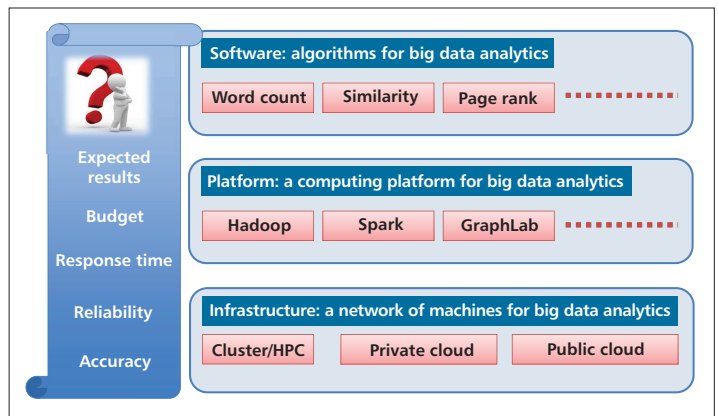 Expected
results
Budget
Response time
Reliability
Accuracy
Software: algorithms for big data analytics
Word count
Similarity
Page rank
Platform: a computing platform for big data analytics
Hadoop
Spark
GraphLab
Infrastructure: a network of machines for big data analytics
Cluster/HPC
Private cloud
Public cloud